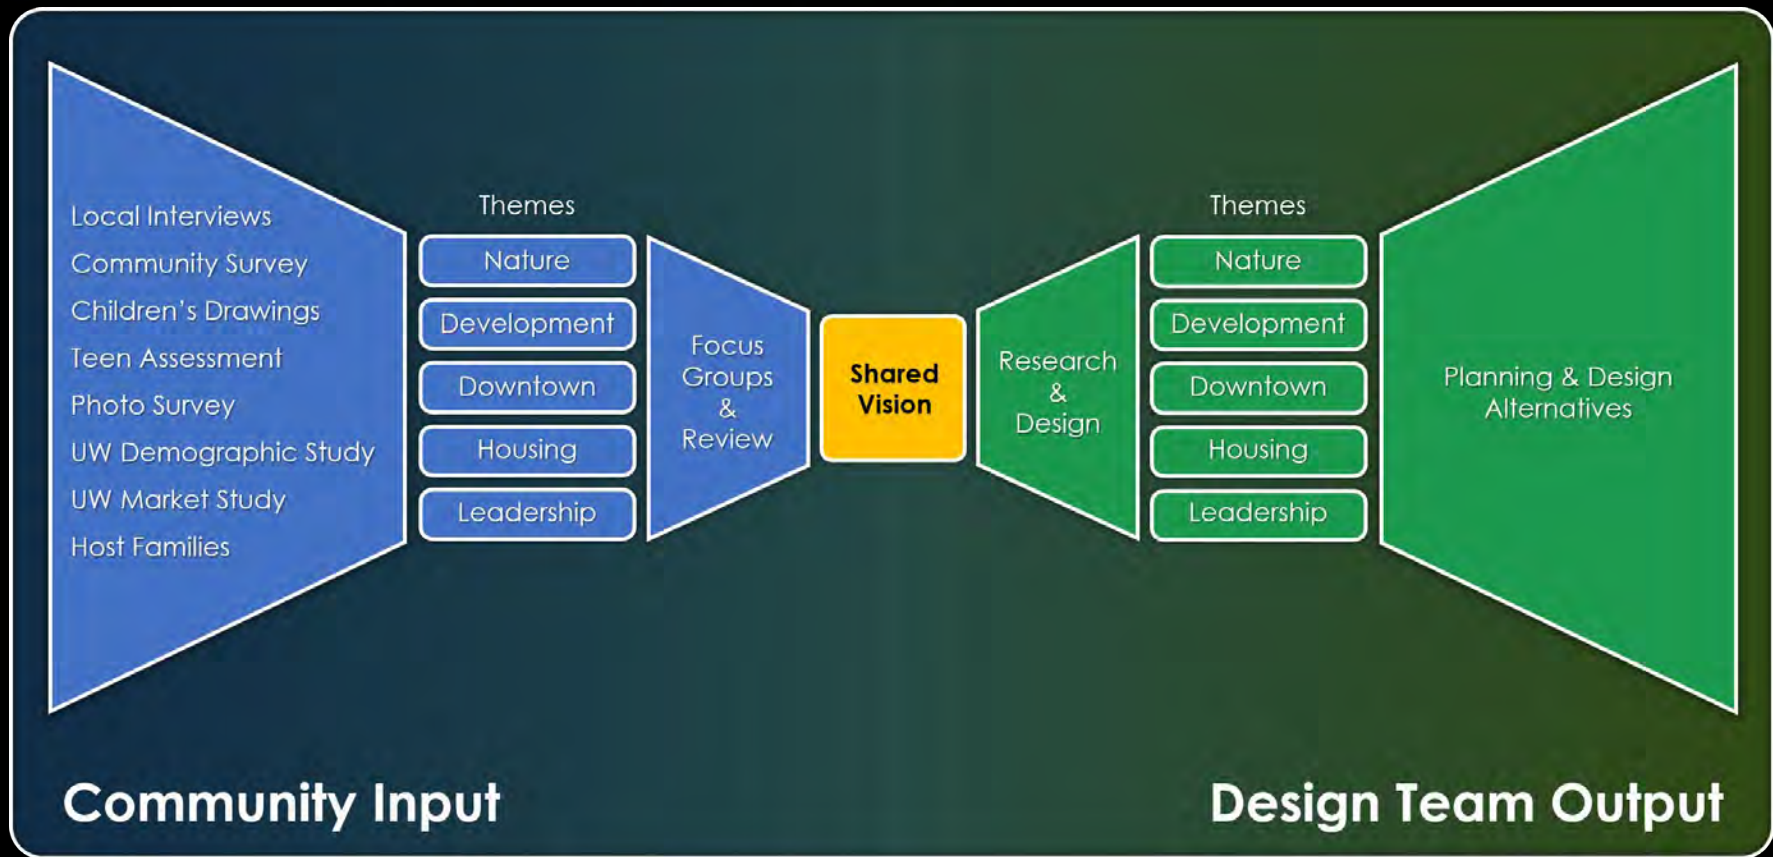 Local Interviews
Community Survey
Children’s Drawings
Teen Assessment
Photo Survey
UW Demographic Study
UW Market Study
Host Families
Themes
Nature
Development
Downtown
Housing
Leadership
Focus
Groups
&
Review
Shared
Vision
Research
&
Design
Themes
Nature
Development
Downtown
Housing
Leadership
Planning & Design
Alternatives
Community Input
Design Team Output